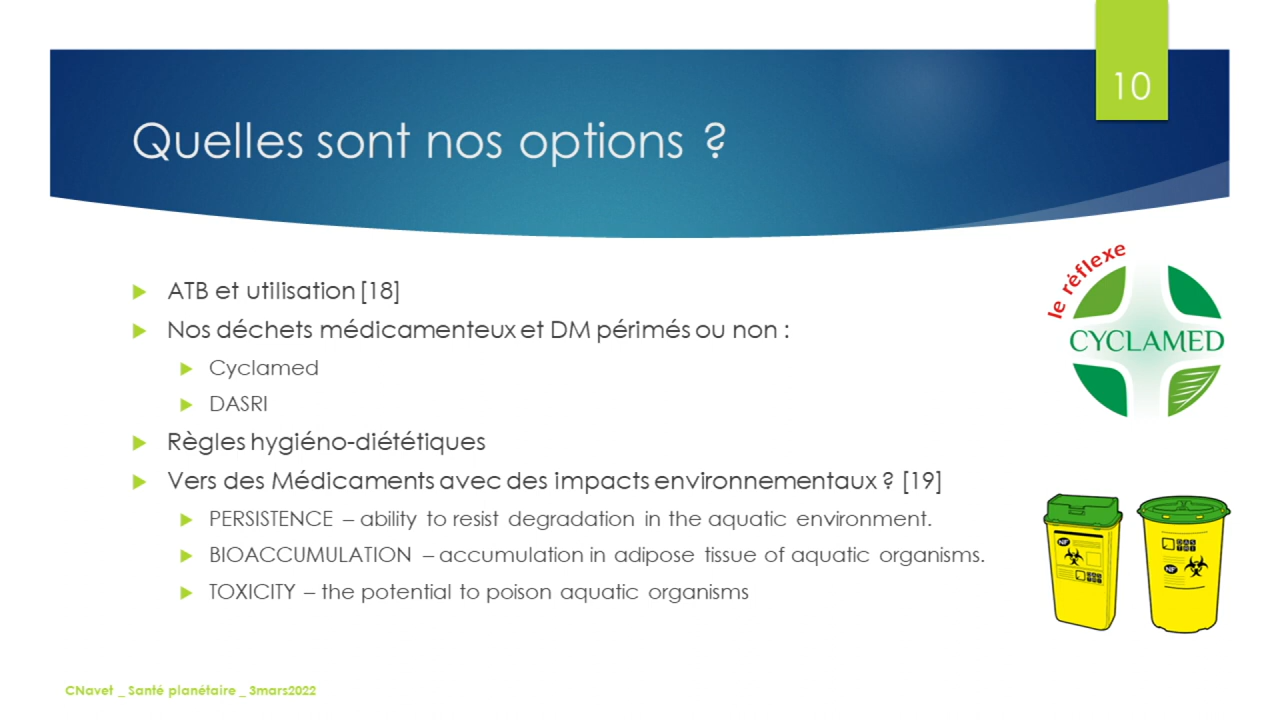 10
Quelles sont nos options ?
ATB et utilisation [18]
Nos déchets médicamenteux et DM périmés ou non :
Cyclamed
DASRI
Règles hygiéno-diététiques
Vers des Médicaments avec des impacts environnementaux ? [19]
PERSISTENCE – ability to resist degradation in the aquatic environment.
BIOACCUMULATION – accumulation in adipose tissue of aquatic organisms.
TOXICITY – the potential to poison aquatic organisms
le réflexe
CYCLAMED
NF
NF
CNavet _ Santé planétaire _ 3mars2022